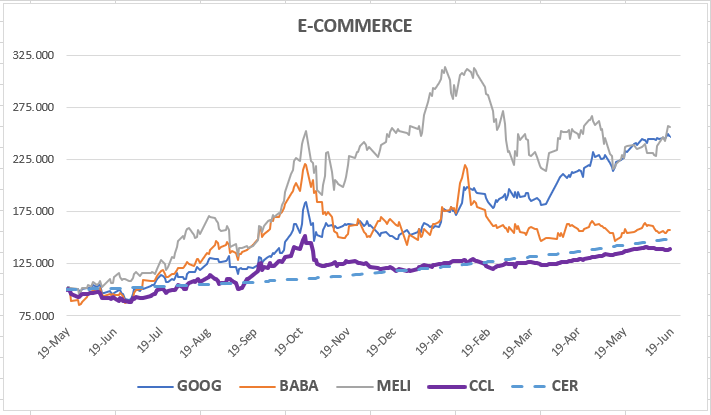 E-COMMERCE
325.000
275.000
225.000
175.000
125.000
75.000
19-May 19-Jun 19-Jul 19-Aug 19-Sep 19-Oct 19-Nov 19-Dec 19-Jan 19-Feb 19-Mar 19-Apr 19-May 19-Jun
GOOG BABA MELI CCL CER